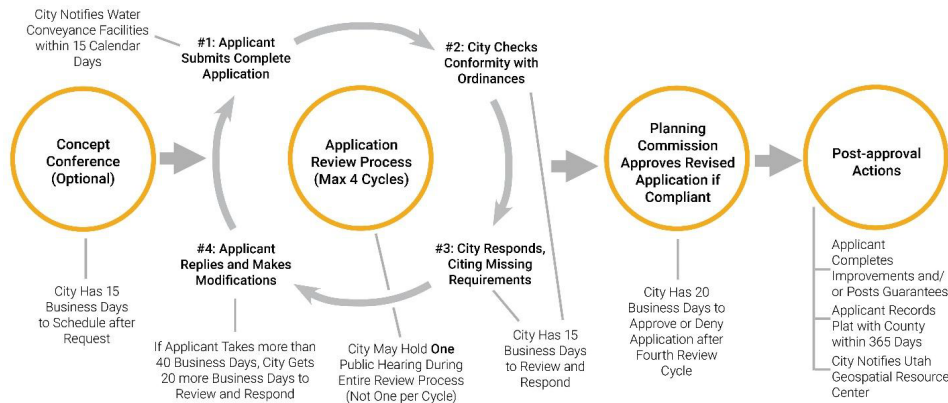 City Notifies Water
Conveyance Facilities
within 15 Calendar
Days
#1: Applicant
Submits Complete
Application
#2: City Checks
Conformity with
Ordinances
Concept
Conference
(Optional)
Application
Review Process
(Max 4 Cycles)
Planning
Commission
Approves Revised
Application if
Compliant
Post-approval
Actions
#4: Applicant
Replies and Makes
Modifications
#3: City Responds,
Citing Missing
Requirements
City Has 15
Business Days
to Schedule after
Request
If Applicant Takes more than
40 Business Days, City Gets
20 more Business Days to
Review and Respond
City May Hold One
Public Hearing During
Entire Review Process
(Not One per Cycle)
City Has 15
Business Days
to Review and
Respond
City Has 20
Business Days to
Approve or Deny
Application after
Fourth Review
Cycle
Applicant
Completes
Improvements and/
or Posts Guarantees
Applicant Records
Plat with County
within 365 Days
City Notifies Utah
Geospatial Resource
Center